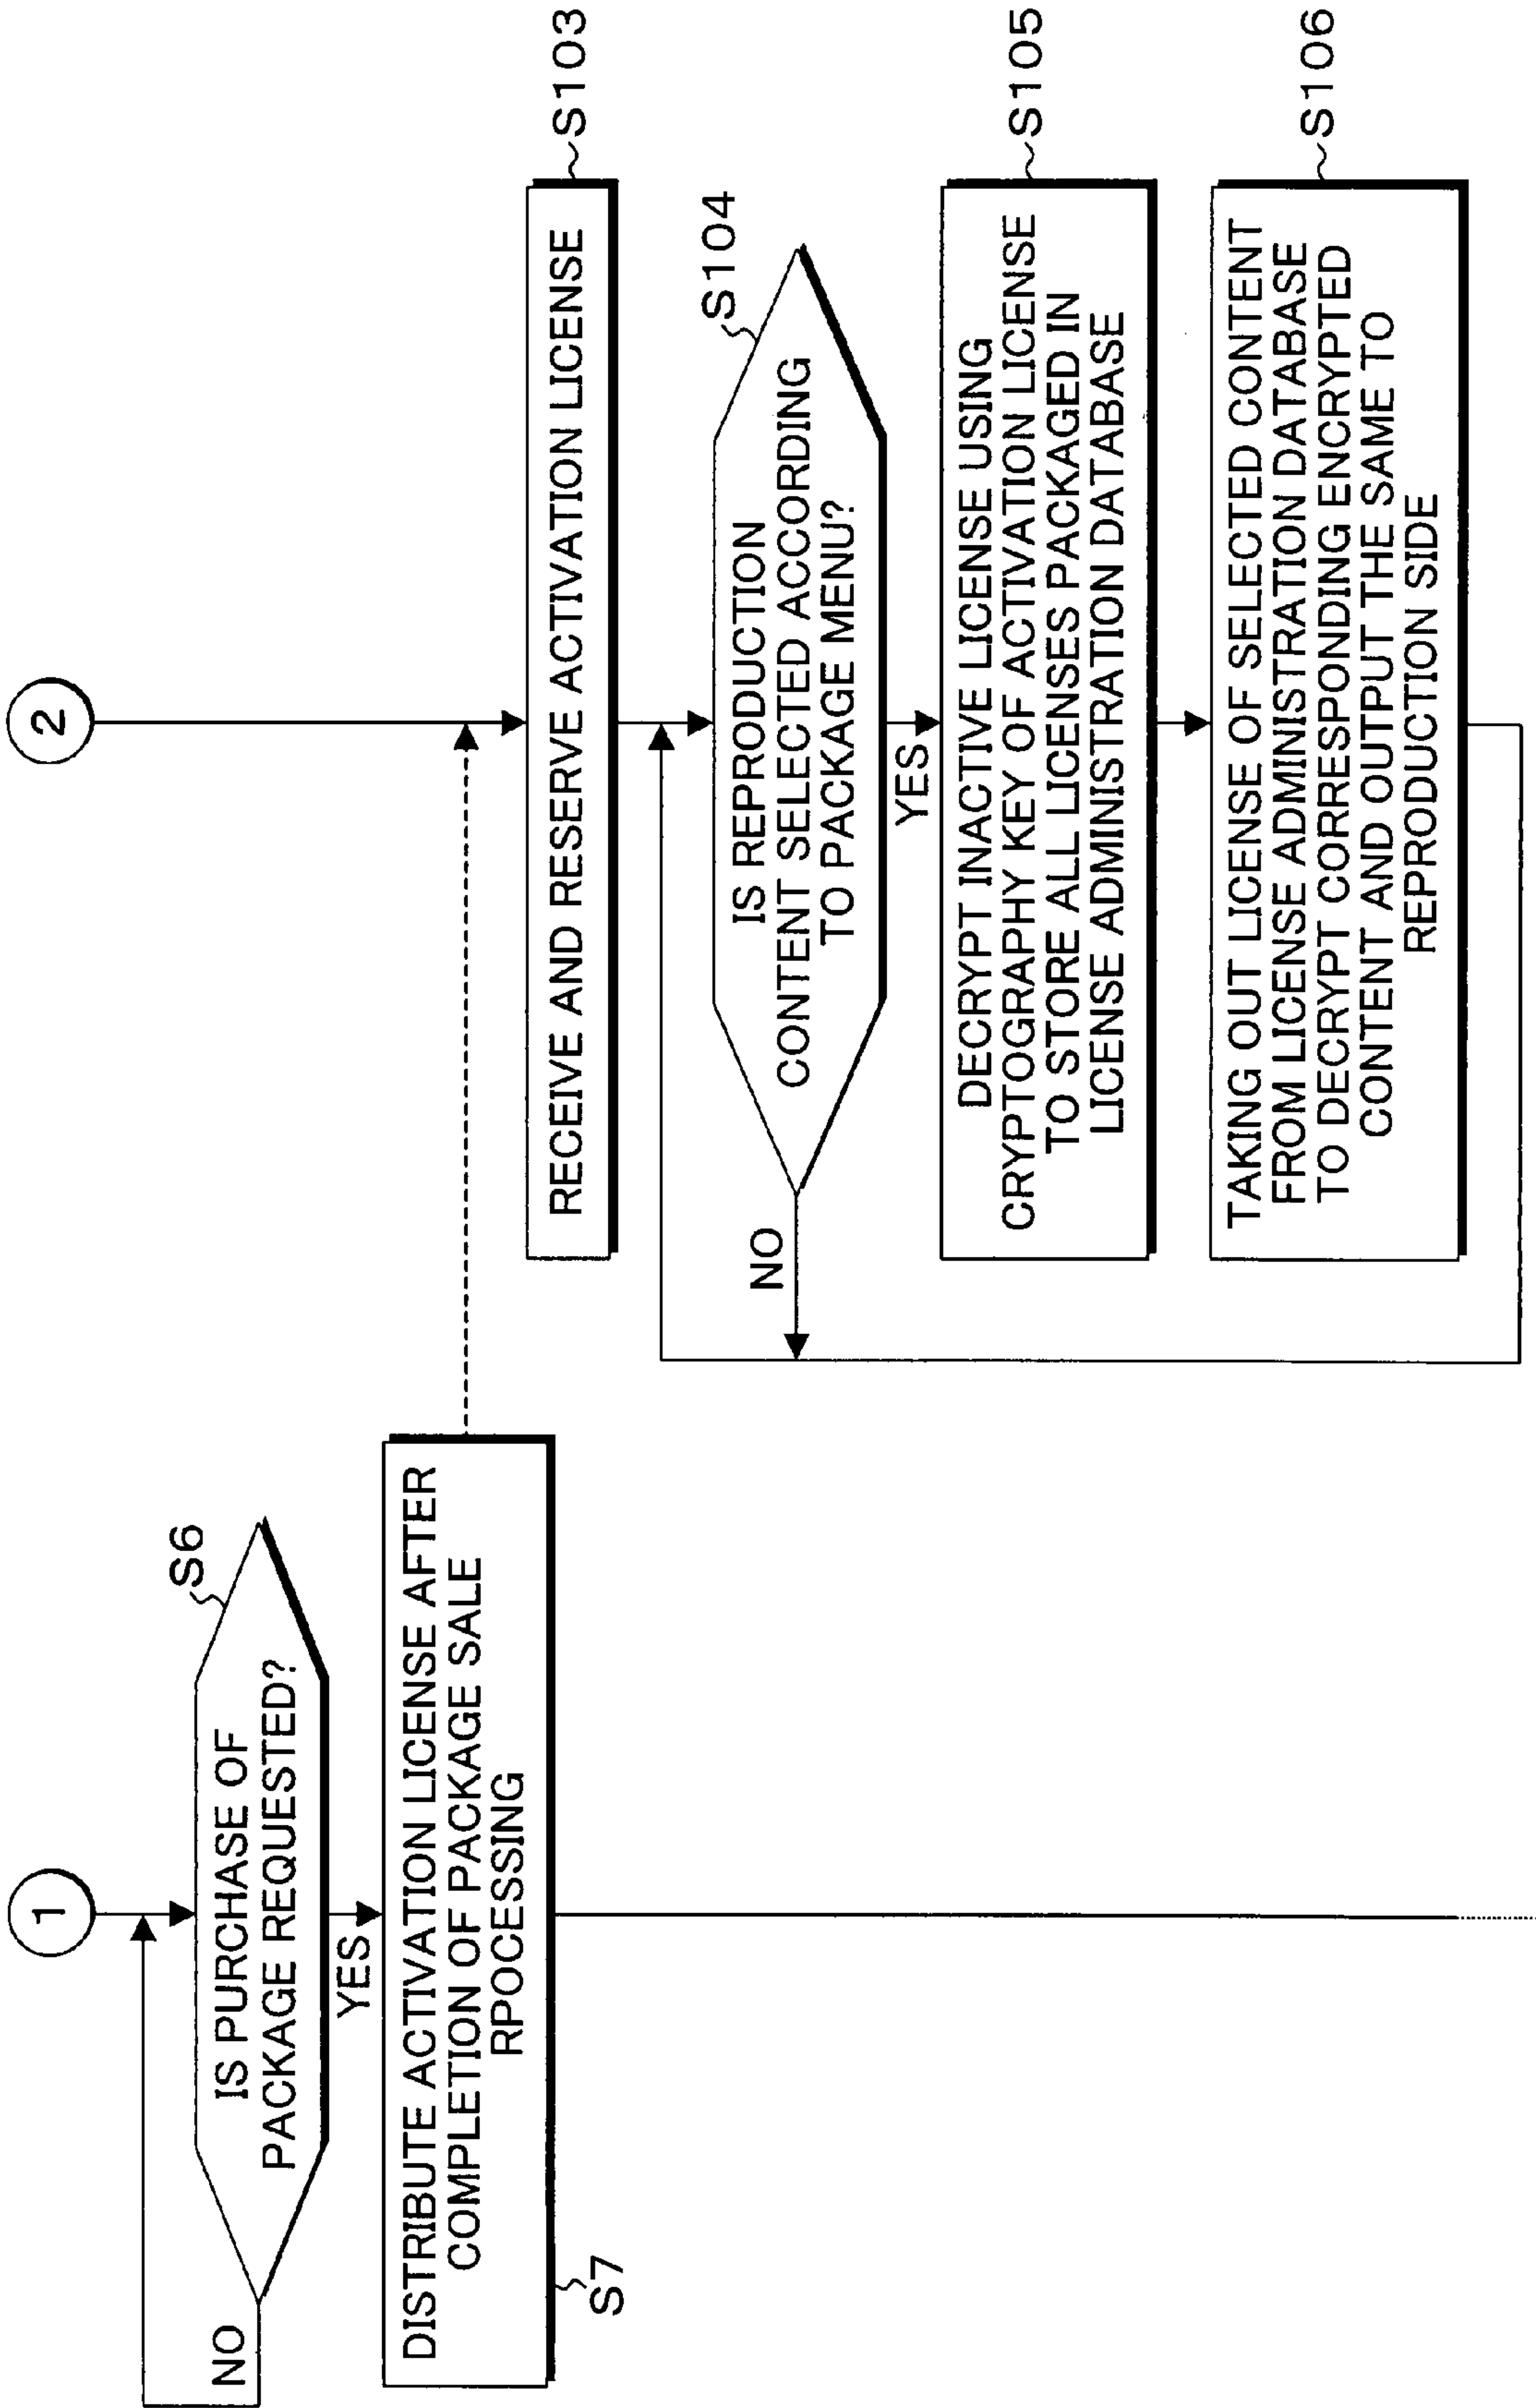 1
S6
IS PURCHASE OF
PACKAGE REQUESTED?
NO
YES
DISTRIBUTE ACTIVATION LICENSE AFTER
COMPLETION OF PACKAGE SALE
RPOCESSING
S7
2
RECEIVE AND RESERVE ACTIVATION LICENSE
S103
S104
IS REPRODUCTION
CONTENT SELECTED ACCORDING
TO PACKAGE MENU?
NO
YES
DECRYPT INACTIVE LICENSE USING
CRYPTOGRAPHY KEY OF ACTIVATION LICENSE
TO STORE ALL LICENSES PACKAGED IN
LICENSE ADMINISTRATION DATABASE
S105
TAKING OUT LICENSE OF SELECTED CONTENT
FROM LICENSE ADMINISTRATION DATABASE
TO DECRYPT CORRESPONDING ENCRYPTED
CONTENT AND OUTPUT THE SAME TO
REPRODUCTION SIDE
S106